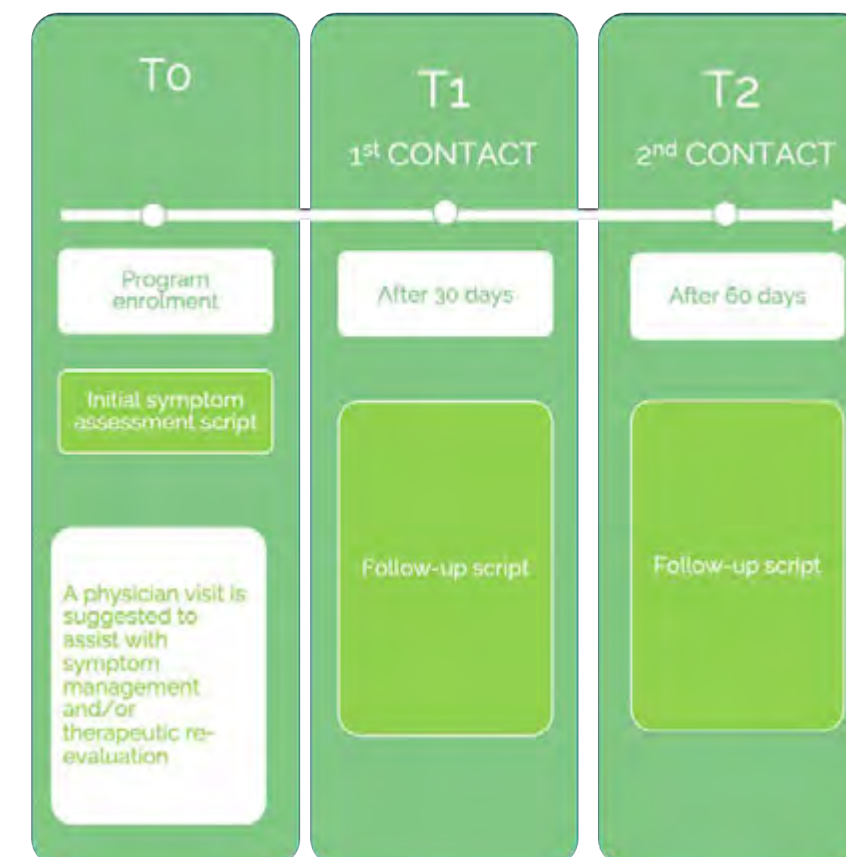 T0
Program
enrolment
Initial symptom
assessment script
A physician visit is
suggested to
assist with
symptom
management
and/or
therapeutic re-
evaluation
T1
1st CONTACT
After 30 days
Follow-up script
T2
2nd CONTACT
After 60 days
Follow-up script